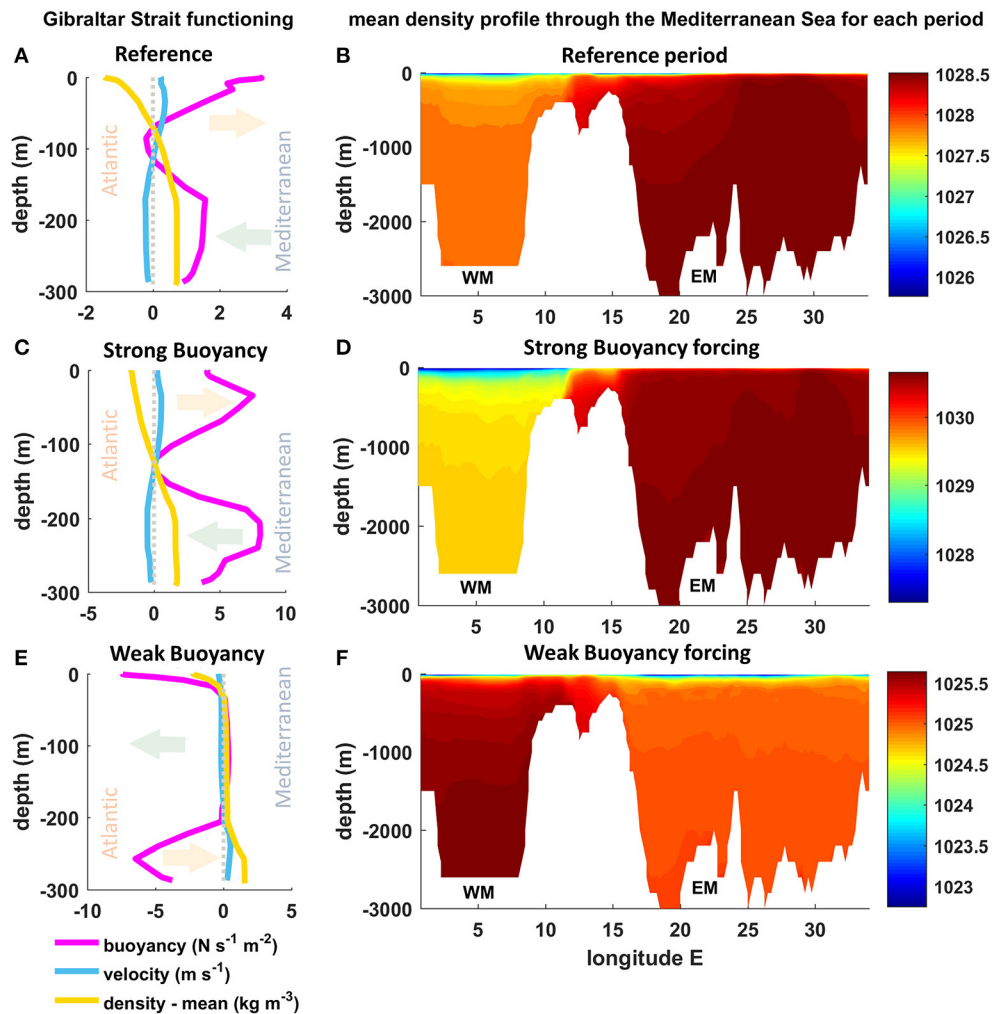 Gibraltar Strait functioning
mean density profile through the Mediterranean Sea for each period
A
Reference
0
-100
-200
-300
depth (m)
Atlantic
Mediterranean
-2
0
2
4
B
Reference period
0
-1000
-2000
-3000
depth (m)
WM
EM
5
10
15
20
25
30
1028.5
1028
1027.5
1027
1026.5
1026
C
Strong Buoyancy
0
-100
-200
-300
depth (m)
Atlantic
Mediterranean
-5
0
5
10
D
Strong Buoyancy forcing
0
-1000
-2000
-3000
depth (m)
WM
EM
5
10
15
20
25
30
1030
1029
1028
E
Weak Buoyancy
0
-100
-200
-300
depth (m)
Atlantic
Mediterranean
-5
0
5
-10
F
Weak Buoyancy forcing
0
-1000
-2000
-3000
depth (m)
WM
EM
5
10
15
20
25
30
longitude E
1025.5
1025
1024.5
1024
1023.5
1023
buoyancy (N s⁻¹ m⁻²)
velocity (m s⁻¹)
density - mean (kg m⁻³)